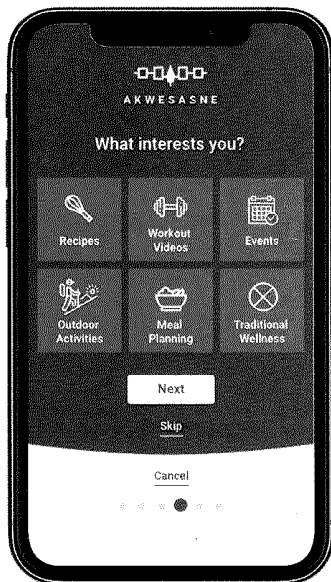 AKWESASNE
What interests you?
Recipes
Workout
Videos
Events
Outdoor
Activities
Meal
Planning
Traditional
Wellness
Next
Skip
Cancel